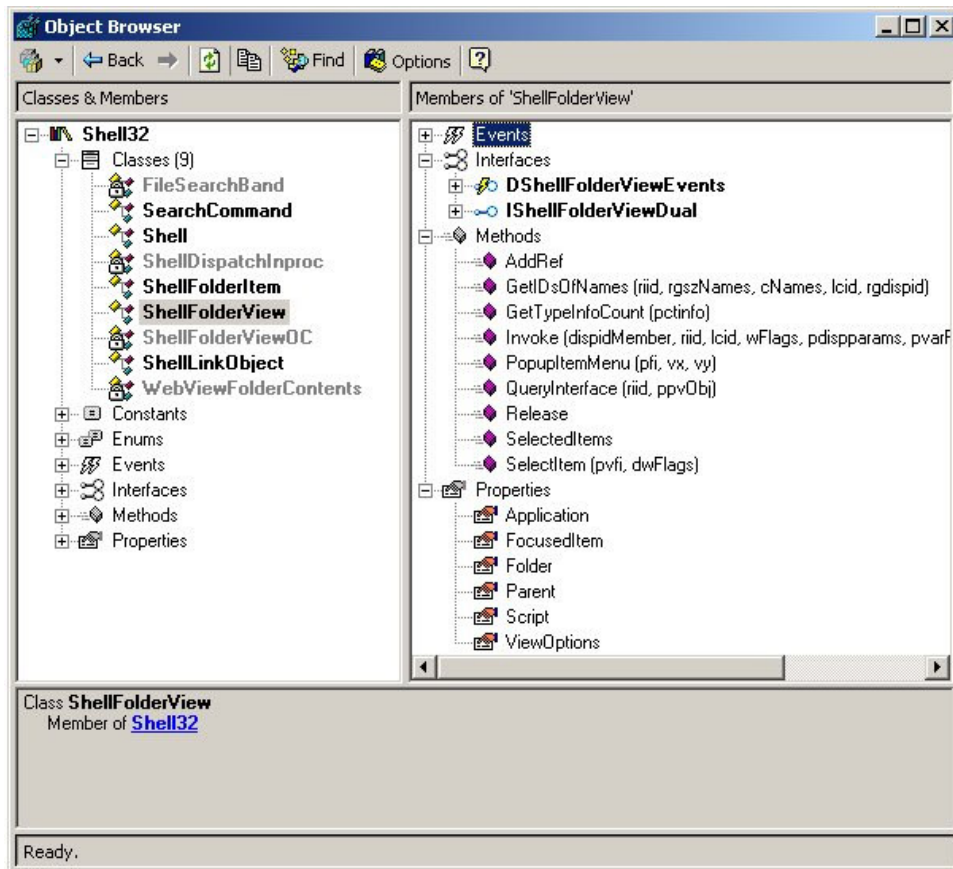 Object Browser
Back Find Options
Classes & Members
Shell32
Classes (9)
FileSearchBand
SearchCommand
Shell
ShellDispatchInproc
ShellFolderItem
ShellFolderView
ShellFolderViewOC
ShellLinkObject
WebViewFolderContents
Constants
Enums
Events
Interfaces
Methods
Properties
Members of 'ShellFolderView'
Events
Interfaces
DShellFolderViewEvents
IShellFolderViewDual
Methods
AddRef
GetIDsOfNames (riid, rgszNames, cNames, lcid, rgdispid)
GetTypeInfoCount (pctinfo)
Invoke (dispidMember, riid, lcid, wFlags, pdispparams, pvarF
PopupItemMenu (pfi, vx, vy)
QueryInterface (riid, ppvObj)
Release
SelectedItems
SelectItem (pvfi, dwFlags)
Properties
Application
FocusedItem
Folder
Parent
Script
ViewOptions
Class ShellFolderView
Member of Shell32
Ready.